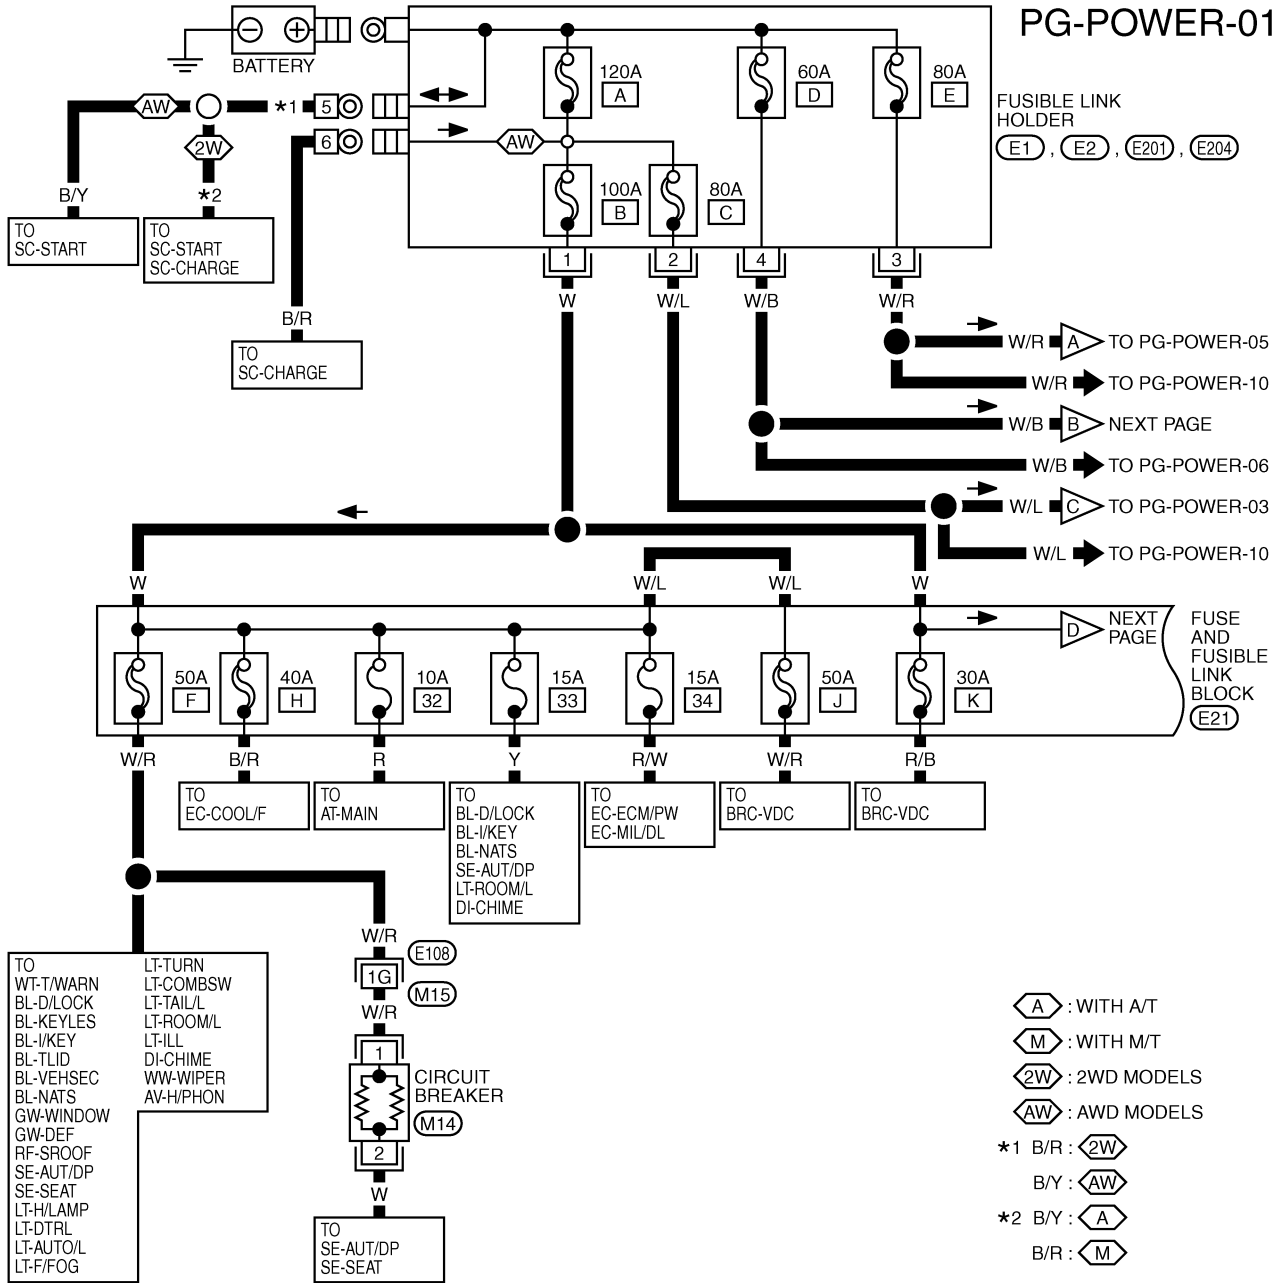 PG-POWER-01
BATTERY
120A
A
60A
D
80A
E
FUSIBLE LINK
HOLDER
E1 , E2 , E201 , E204
AW
*1
5
2W
6
AW
B/Y
*2
100A
B
80A
C
TO
SC-START
TO
SC-START
SC-CHARGE
1
2
4
3
W
W/L
W/B
W/R
B/R
TO
SC-CHARGE
W/R A TO PG-POWER-05
W/R TO PG-POWER-10
W/B B NEXT PAGE
W/B TO PG-POWER-06
W/L C TO PG-POWER-03
W/L TO PG-POWER-10
W
W/L
W/L
W
D
NEXT
PAGE
FUSE
AND
FUSIBLE
LINK
BLOCK
E21
50A
F
40A
H
10A
32
15A
33
15A
34
50A
J
30A
K
W/R
B/R
R
Y
R/W
W/R
R/B
TO
EC-COOL/F
TO
AT-MAIN
TO
BL-D/LOCK
BL-I/KEY
BL-NATS
SE-AUT/DP
LT-ROOM/L
DI-CHIME
TO
EC-ECM/PW
EC-MIL/DL
TO
BRC-VDC
TO
BRC-VDC
W/R
E108
1G
M15
W/R
1
CIRCUIT
BREAKER
M14
2
W
TO
SE-AUT/DP
SE-SEAT
TO
WT-T/WARN
BL-D/LOCK
BL-KEYLES
BL-I/KEY
BL-TLID
BL-VEHSEC
BL-NATS
GW-WINDOW
GW-DEF
RF-SROOF
SE-AUT/DP
SE-SEAT
LT-H/LAMP
LT-DTRL
LT-AUTO/L
LT-F/FOG
LT-TURN
LT-COMBSW
LT-TAIL/L
LT-ROOM/L
LT-ILL
DI-CHIME
WW-WIPER
AV-H/PHON
A : WITH A/T
M : WITH M/T
2W : 2WD MODELS
AW : AWD MODELS
*1 B/R : 2W
B/Y : AW
*2 B/Y : A
B/R : M